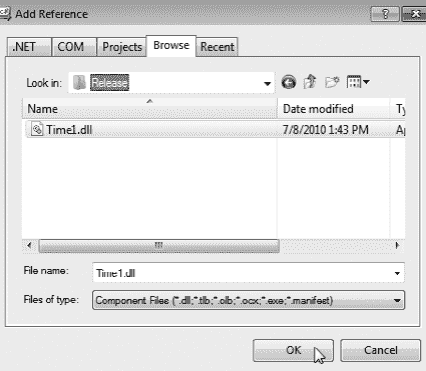 Add Reference
.NET COM Projects Browse Recent
Look in: Release
Name Date modified Ty
Time1.dll 7/8/2010 1:43 PM Ap
File name: Time1.dll
Files of type: Component Files (*.dll;*.tlb;*.olb;*.ocx;*.exe;*.manifest)
OK Cancel